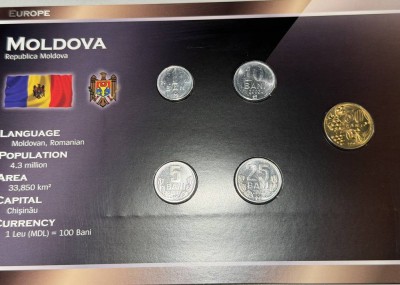 EUROPE
MOLDOVA
Republica Moldova
LANGUAGE
Moldovan, Romanian
POPULATION
4.3 million
AREA
33,850 km²
CAPITAL
Chişinău
CURRENCY
1 Leu (MDL) = 100 Bani
10
BANI
5
BANI
25
BANI
50